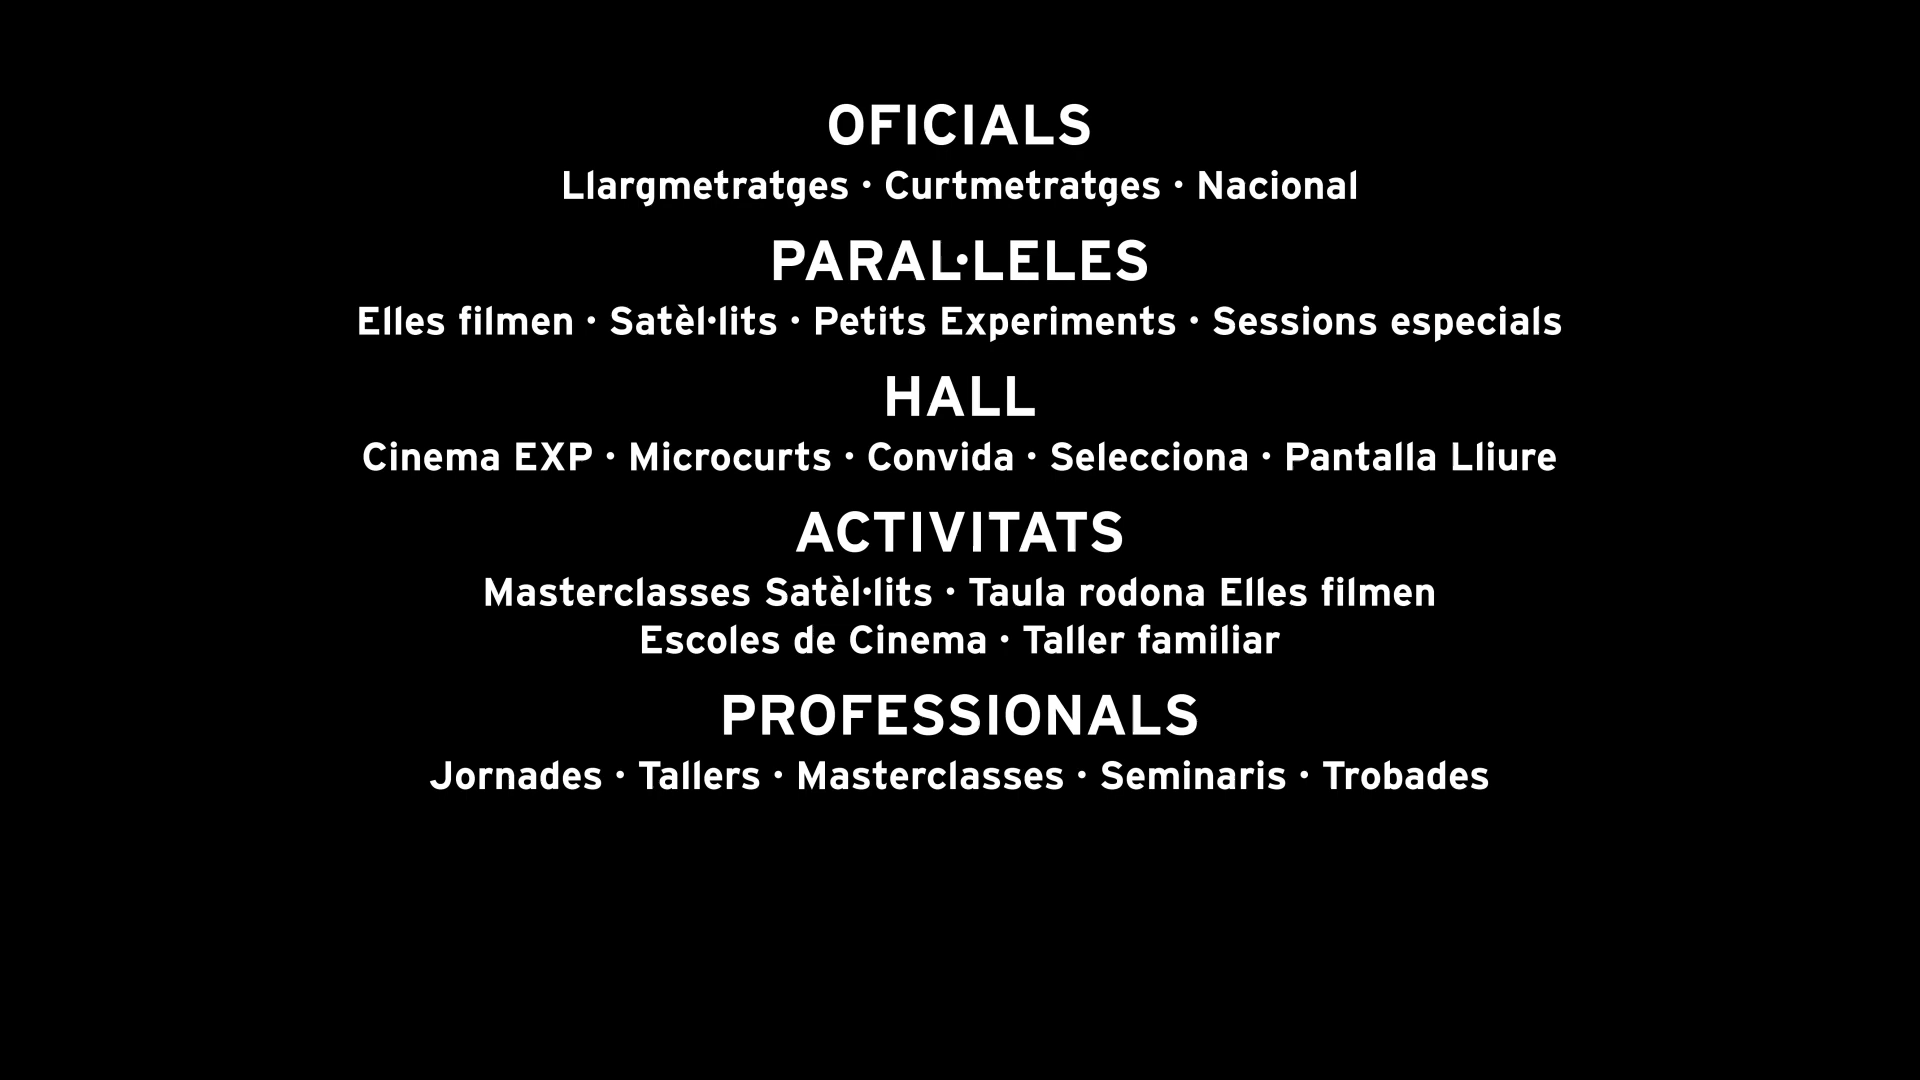 OFICIALS
Llargmetratges · Curtmetratges · Nacional
PARAL·LELES
Elles filmen · Satèl·lits · Petits Experiments · Sessions especials
HALL
Cinema EXP · Microcurts · Convida · Selecciona · Pantalla Lliure
ACTIVITATS
Masterclasses Satèl·lits · Taula rodona Elles filmen
Escoles de Cinema · Taller familiar
PROFESSIONALS
Jornades · Tallers · Masterclasses · Seminaris · Trobades